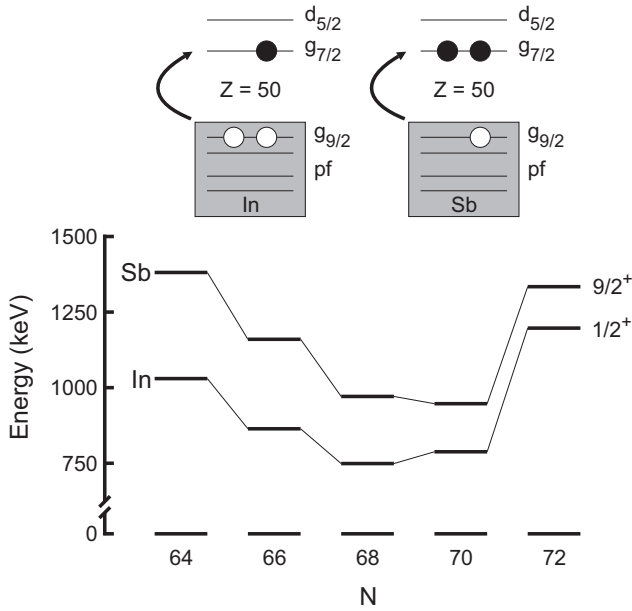 d5/2 d5/2
g7/2 g7/2
Z = 50 Z = 50
g9/2 g9/2
pf pf
In Sb
1500
1250
1000
750
0
Energy (keV)
Sb
In
9/2+
1/2+
64 66 68 70 72
N